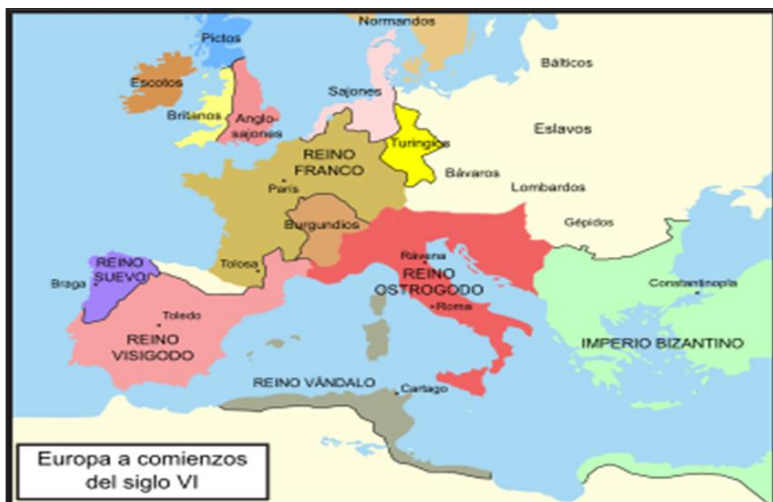 Normandos
Pictos
Bálticos
Escotos
Sajones
Britanos
Anglo-
sajones
Eslavos
Turingios
REINO
FRANCO
París
Bávaros
Lombardos
Burgundios
Gépidos
REINO
SUEVO
Tolosa
Rávena
Braga
REINO
OSTROGODO
Constantinopla
Roma
Toledo
REINO
VISIGODO
IMPERIO BIZANTINO
REINO VÁNDALO
Cartago
Europa a comienzos
del siglo VI